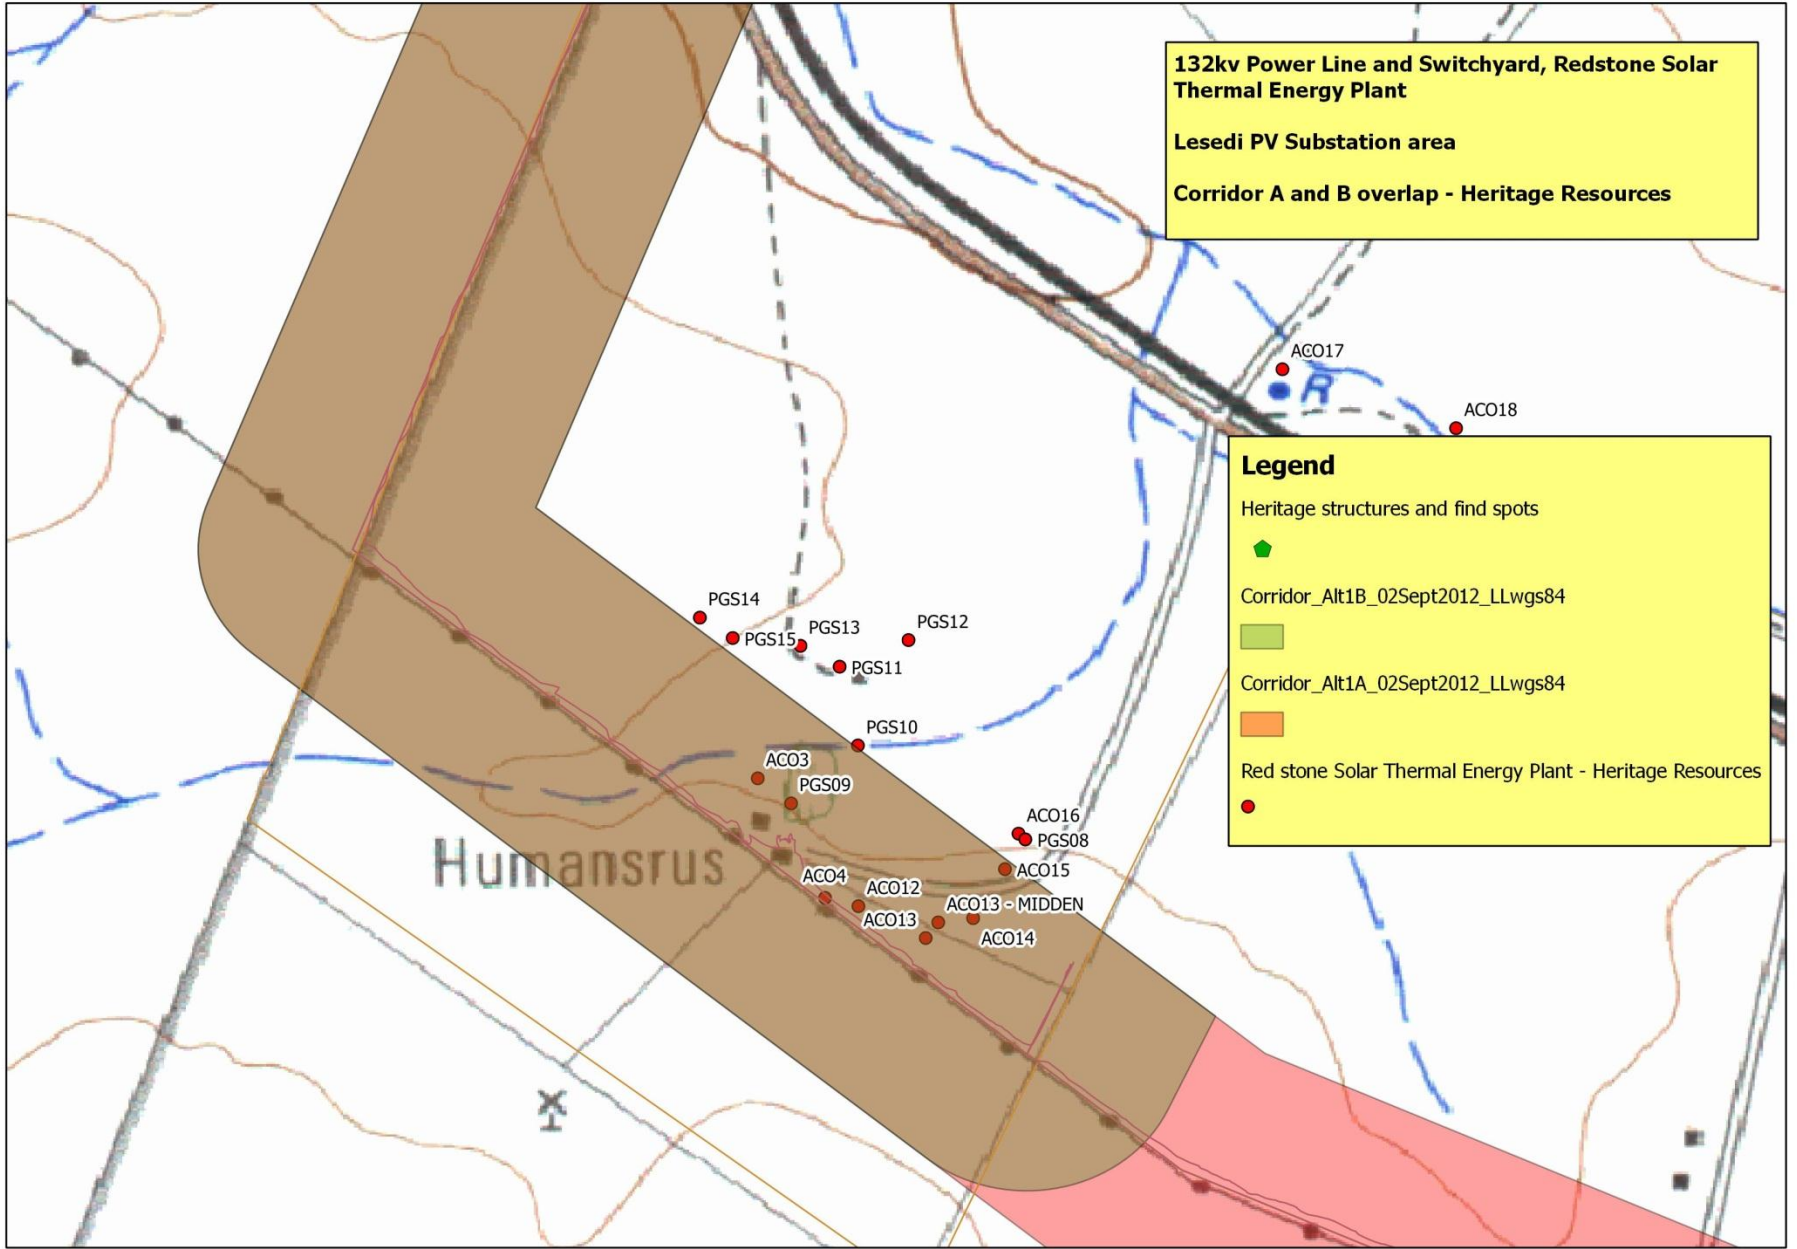 132kv Power Line and Switchyard, Redstone Solar
Thermal Energy Plant
Lesedi PV Substation area
Corridor A and B overlap - Heritage Resources
ACO17
R
ACO18
Legend
Heritage structures and find spots
Corridor_Alt1B_02Sept2012_LLwgs84
Corridor_Alt1A_02Sept2012_LLwgs84
Red stone Solar Thermal Energy Plant - Heritage Resources
PGS14
PGS15
PGS13
PGS12
PGS11
PGS10
ACO3
PGS09
ACO16
PGS08
Humansrus
ACO15
ACO4
ACO12
ACO13 - MIDDEN
ACO13
ACO14